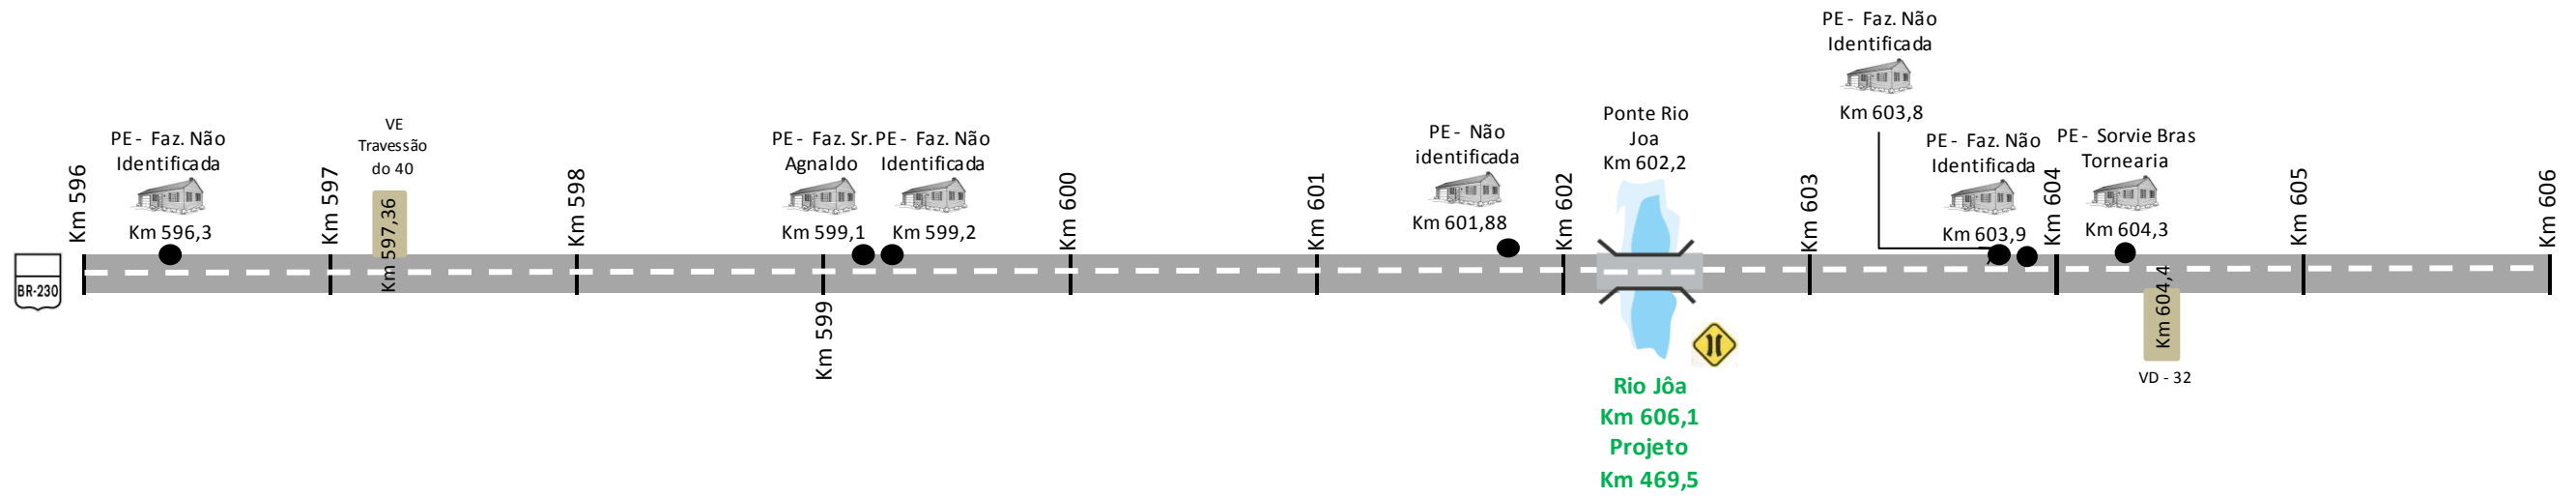 BR-230
Km 596
PE - Faz. Não
Identificada
Km 596,3
Km 597
VE
Travessão
do 40
Km 597,36
Km 598
PE - Faz. Sr.
Agnaldo
Km 599,1
Km 599
PE - Faz. Não
Identificada
Km 599,2
Km 600
Km 601
PE - Não
identificada
Km 601,88
Km 602
Ponte Rio
Joa
Km 602,2
Rio Jôa
Km 606,1
Projeto
Km 469,5
Km 603
PE - Faz. Não
Identificada
Km 603,8
PE - Faz. Não
Identificada
Km 603,9
Km 604
PE - Sorvie Bras
Tornearia
Km 604,3
Km 604,4
VD - 32
Km 605
Km 606